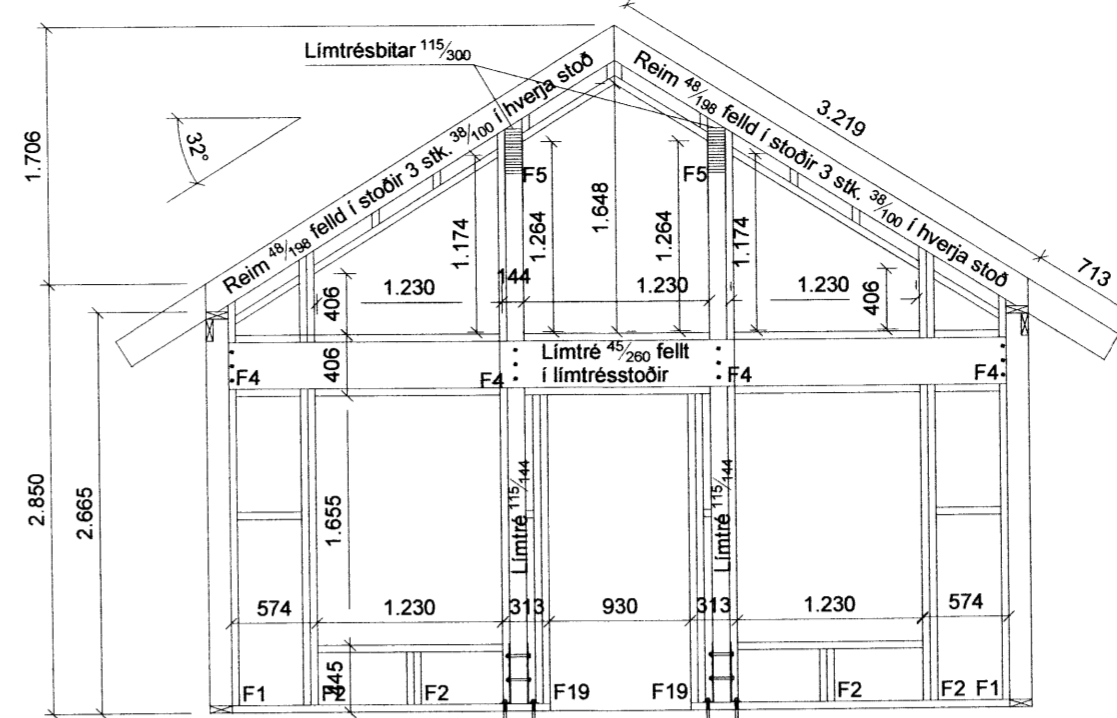 Límtrésbitar 115/300
Reim 48/198 felld í stoðir 3 stk. 38/100 í hverja stoð
Reim 48/198 felld í stoðir 3 stk. 38/100 í hverja stoð
3.219
713
1.706
32°
F5
F5
1.174
1.264
1.648
1.264
1.174
144
406
1.230
1.230
406
406
Límtré 45/260 fellt
í límtrésstoðir
F4
F4
F4
F4
2.850
2.665
1.655
Límtré 115/144
Límtré 115/144
574
1.230
313
930
313
1.230
574
445
F1
F2
F2
F19
F19
F2
F2
F1